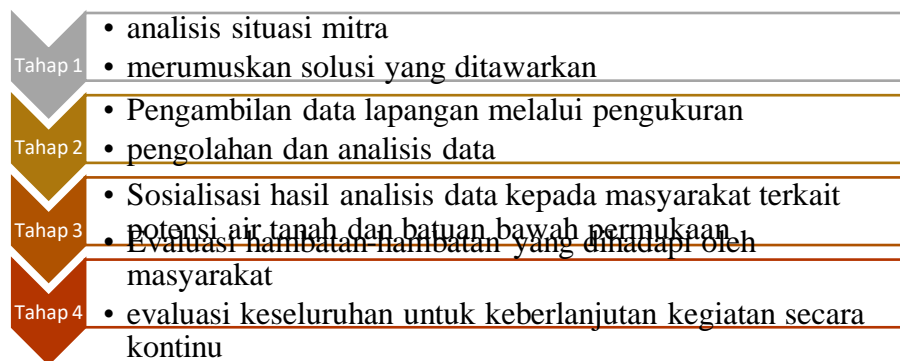 Tahap 1
• analisis situasi mitra
• merumuskan solusi yang ditawarkan
Tahap 2
• Pengambilan data lapangan melalui pengukuran
• pengolahan dan analisis data
Tahap 3
• Sosialisasi hasil analisis data kepada masyarakat terkait
potensi air tanah dan batuan bawah permukaan
Tahap 4
• Evaluasi hambatan-hambatan yang dihadapi oleh
masyarakat
• evaluasi keseluruhan untuk keberlanjutan kegiatan secara
kontinu